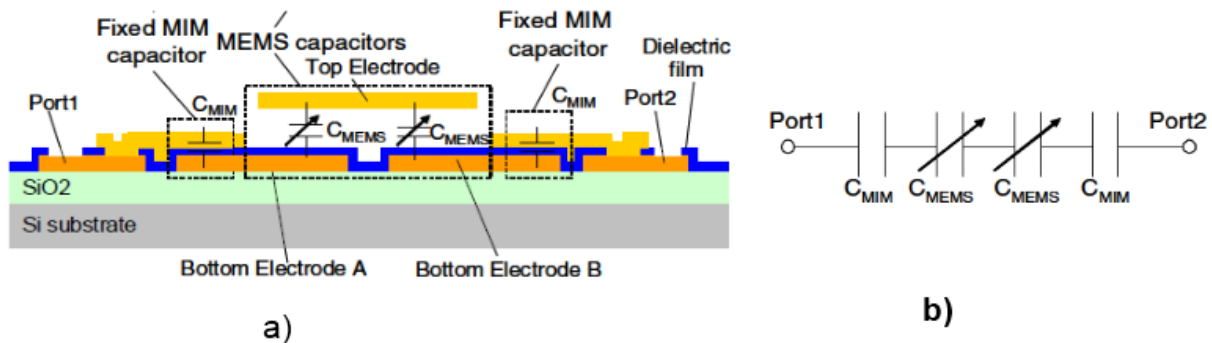 Fixed MIM
capacitor
MEMS capacitors
Top Electrode
Fixed MIM
capacitor
Dielectric
film
Port1
CMIM
CMEMS
CMEMS
CMIM
Port2
SiO2
Si substrate
Bottom Electrode A
Bottom Electrode B
a)
Port1
Port2
CMIM
CMEMS
CMEMS
CMIM
b)